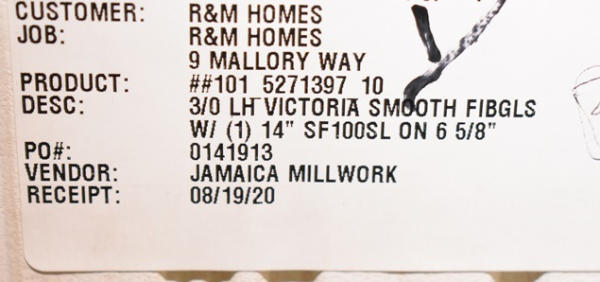 CUSTOMER: R&M HOMES
JOB: R&M HOMES
9 MALLORY WAY
PRODUCT: ##101 5271397 10
DESC: 3/0 LH VICTORIA SMOOTH FIBGLS
W/ (1) 14" SF100SL ON 6 5/8"
PO#: 0141913
VENDOR: JAMAICA MILLWORK
RECEIPT: 08/19/20